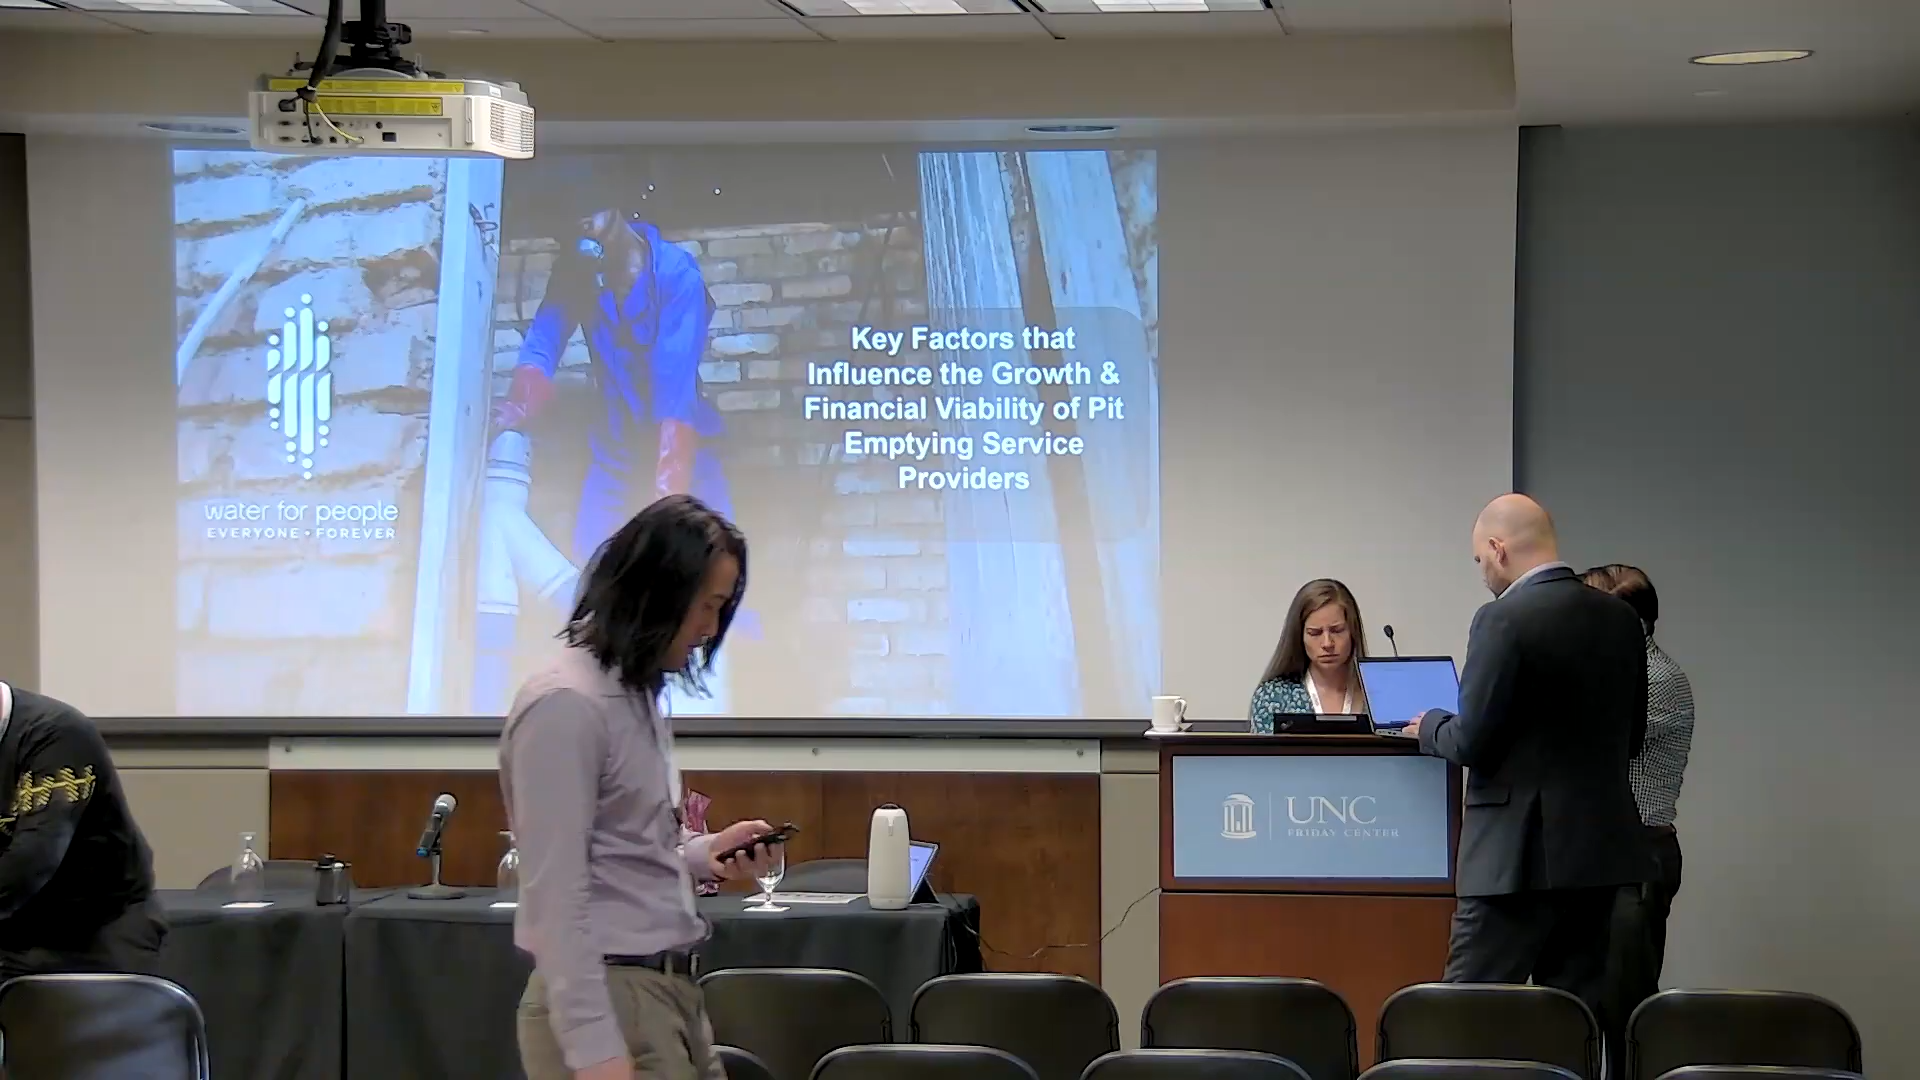 Key Factors that
Influence the Growth &
Financial Viability of Pit
Emptying Service
Providers
water for people
EVERYONE • FOREVER
UNC
FRIDAY CENTER